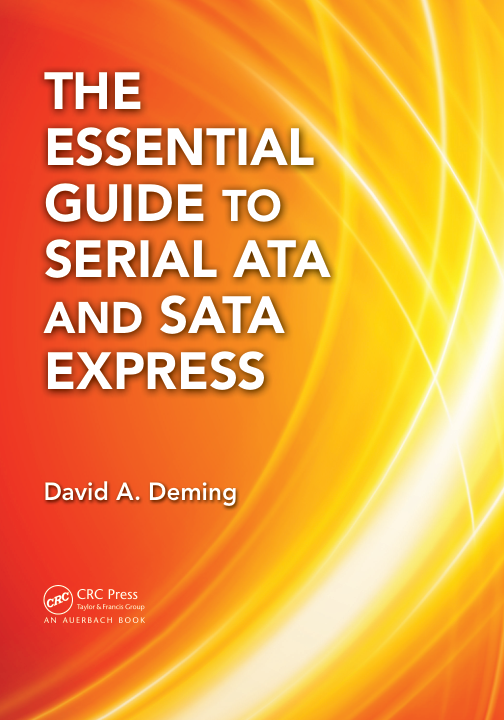 THE
ESSENTIAL
GUIDE TO
SERIAL ATA
AND SATA
EXPRESS
David A. Deming
CRC
CRC Press
Taylor & Francis Group
AN AUERBACH BOOK